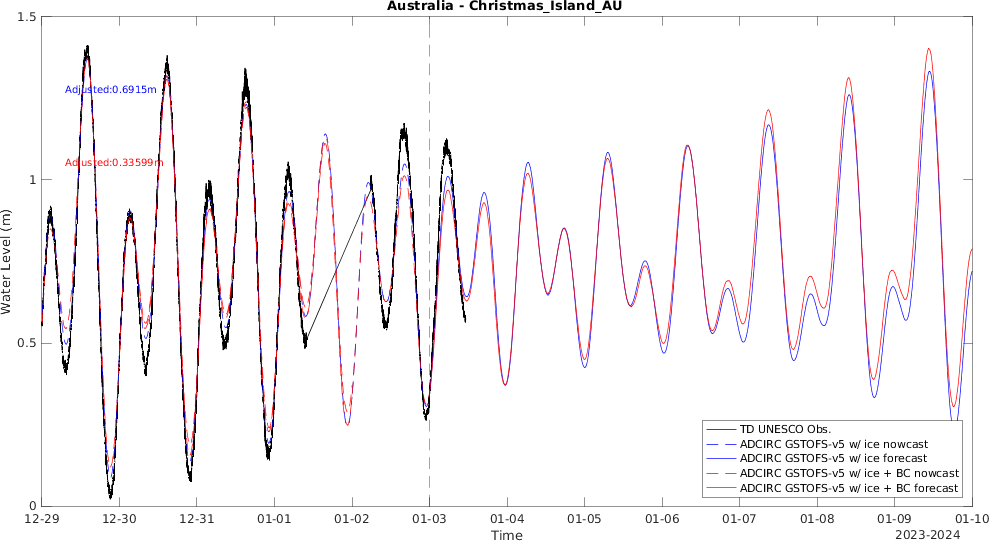 Australia - Christmas_Island_AU
Water Level (m)
1.5
1
0.5
0
Adjusted:0.6915m
Adjusted:0.33599m
TD UNESCO Obs.
ADCIRC GSTOFS-v5 w/ ice nowcast
ADCIRC GSTOFS-v5 w/ ice forecast
ADCIRC GSTOFS-v5 w/ ice + BC nowcast
ADCIRC GSTOFS-v5 w/ ice + BC forecast
12-29 12-30 12-31 01-01 01-02 01-03 01-04 01-05 01-06 01-07 01-08 01-09 01-10
Time
2023-2024